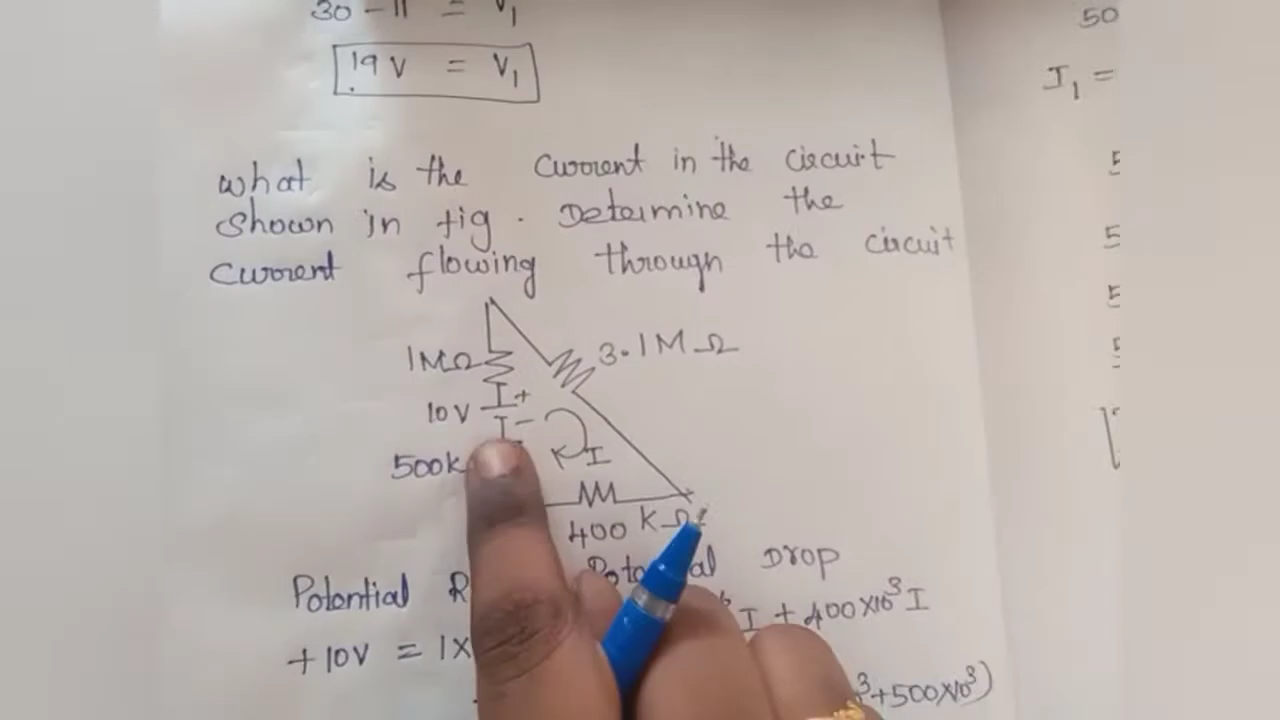 30 - 11 = V1
19 V = V1
50
I1 =
What is the current in the circuit
shown in fig. Determine the
current flowing through the circuit
1MΩ
3.1MΩ
10V
+
-
I
500k
400 KΩ
Potential
Drop
I + 400X10³ I
+10V = 1X
³+500X10³)